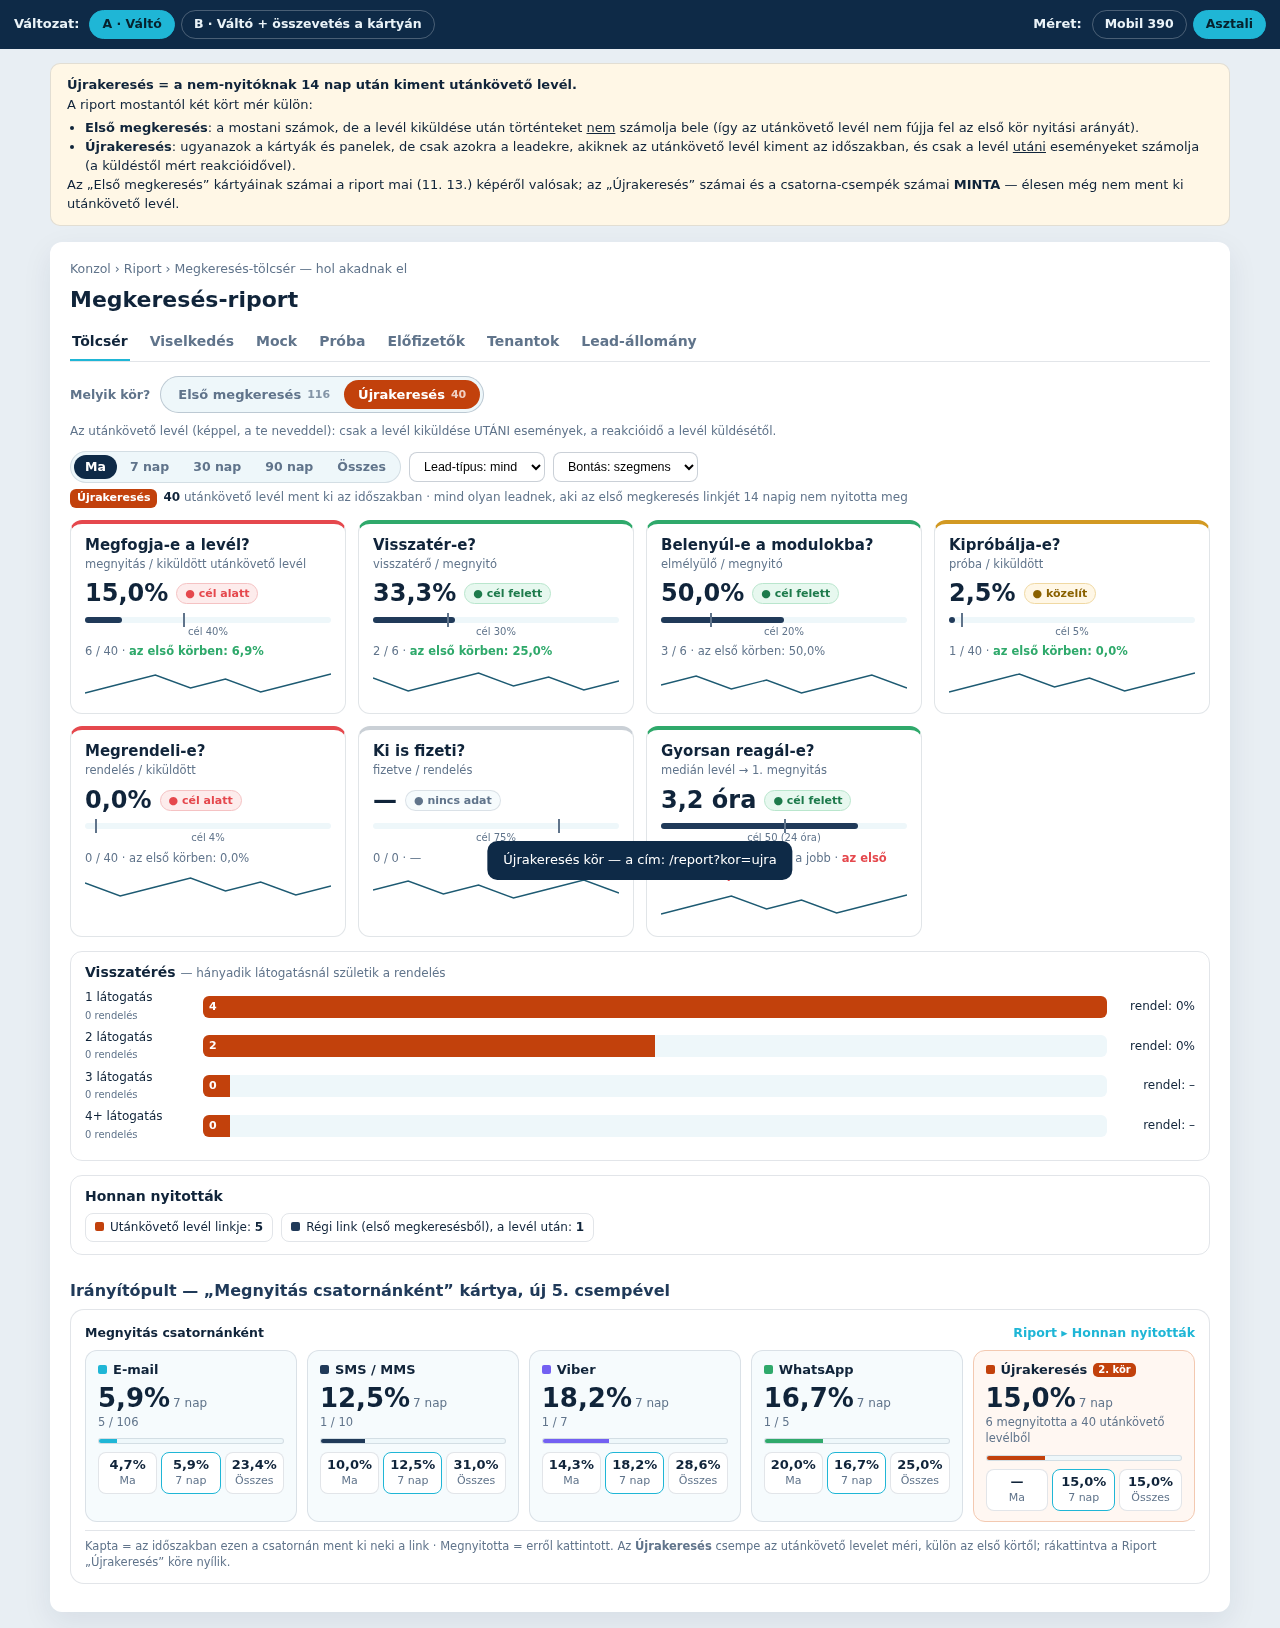 Változat: A · Váltó B · Váltó + összevetés a kártyán Méret: Mobil 390 Asztali
Újrakeresés = a nem-nyitóknak 14 nap után kiment utánkövető levél.
A riport mostantól két kört mér külön:
• Első megkeresés: a mostani számok, de a levél kiküldése után történteket nem számolja bele (így az utánkövető levél nem fújja fel az első kör nyitási arányát).
• Újrakeresés: ugyanazok a kártyák és panelek, de csak azokra a leadekre, akiknek az utánkövető levél kiment az időszakban, és csak a levél utáni eseményeket számolja
(a küldéstől mért reakcióidővel).
Az „Első megkeresés” kártyáinak számai a riport mai (11. 13.) képéről valósak; az „Újrakeresés” számai és a csatorna-csempék számai MINTA — élesen még nem ment ki
utánkövető levél.
Konzol › Riport › Megkeresés-tölcsér — hol akadnak el
Megkeresés-riport
Tölcsér Viselkedés Mock Próba Előfizetők Tenantok Lead-állomány
Melyik kör? Első megkeresés 116 Újrakeresés 40
Az utánkövető levél (képpel, a te neveddel): csak a levél kiküldése UTÁNI események, a reakcióidő a levél küldésétől.
Ma 7 nap 30 nap 90 nap Összes Lead-típus: mind Bontás: szegmens
Újrakeresés 40 utánkövető levél ment ki az időszakban · mind olyan leadnek, aki az első megkeresés linkjét 14 napig nem nyitotta meg
Megfogja-e a levél?
megnyitás / kiküldött utánkövető levél
15,0% ● cél alatt
cél 40%
6 / 40 · az első körben: 6,9%
Visszatér-e?
visszatérő / megnyitó
33,3% ● cél felett
cél 30%
2 / 6 · az első körben: 25,0%
Belenyúl-e a modulokba?
elmélyülő / megnyitó
50,0% ● cél felett
cél 20%
3 / 6 · az első körben: 50,0%
Kipróbálja-e?
próba / kiküldött
2,5% ● közelít
cél 5%
1 / 40 · az első körben: 0,0%
Megrendeli-e?
rendelés / kiküldött
0,0% ● cél alatt
cél 4%
0 / 40 · az első körben: 0,0%
Ki is fizeti?
fizetve / rendelés
— ● nincs adat
cél 75%
0 / 0 · —
Gyorsan reagál-e?
medián levél → 1. megnyitás
3,2 óra ● cél felett
cél 50 (24 óra)
a jobb · az első
Újrakeresés kör — a cím: /report?kor=ujra
Visszatérés — hányadik látogatásnál születik a rendelés
1 látogatás
0 rendelés
4 rendel: 0%
2 látogatás
0 rendelés
2 rendel: 0%
3 látogatás
0 rendelés
0 rendel: –
4+ látogatás
0 rendelés
0 rendel: –
Honnan nyitották
Utánkövető levél linkje: 5 Régi link (első megkeresésből), a levél után: 1
Irányítópult — „Megnyitás csatornánként” kártya, új 5. csempével
Megnyitás csatornánként Riport ▸ Honnan nyitották
E-mail
5,9% 7 nap
5 / 106
4,7% 5,9% 23,4%
Ma 7 nap Összes
SMS / MMS
12,5% 7 nap
1 / 10
10,0% 12,5% 31,0%
Ma 7 nap Összes
Viber
18,2% 7 nap
1 / 7
14,3% 18,2% 28,6%
Ma 7 nap Összes
WhatsApp
16,7% 7 nap
1 / 5
20,0% 16,7% 25,0%
Ma 7 nap Összes
Újrakeresés 2. kör
15,0% 7 nap
6 megnyitotta a 40 utánkövető
levélből
— 15,0% 15,0%
Ma 7 nap Összes
Kapta = az időszakban ezen a csatornán ment ki neki a link · Megnyitotta = erről kattintott. Az Újrakeresés csempe az utánkövető levelet méri, külön az első körtől; rákattintva a Riport
„Újrakeresés” köre nyílik.